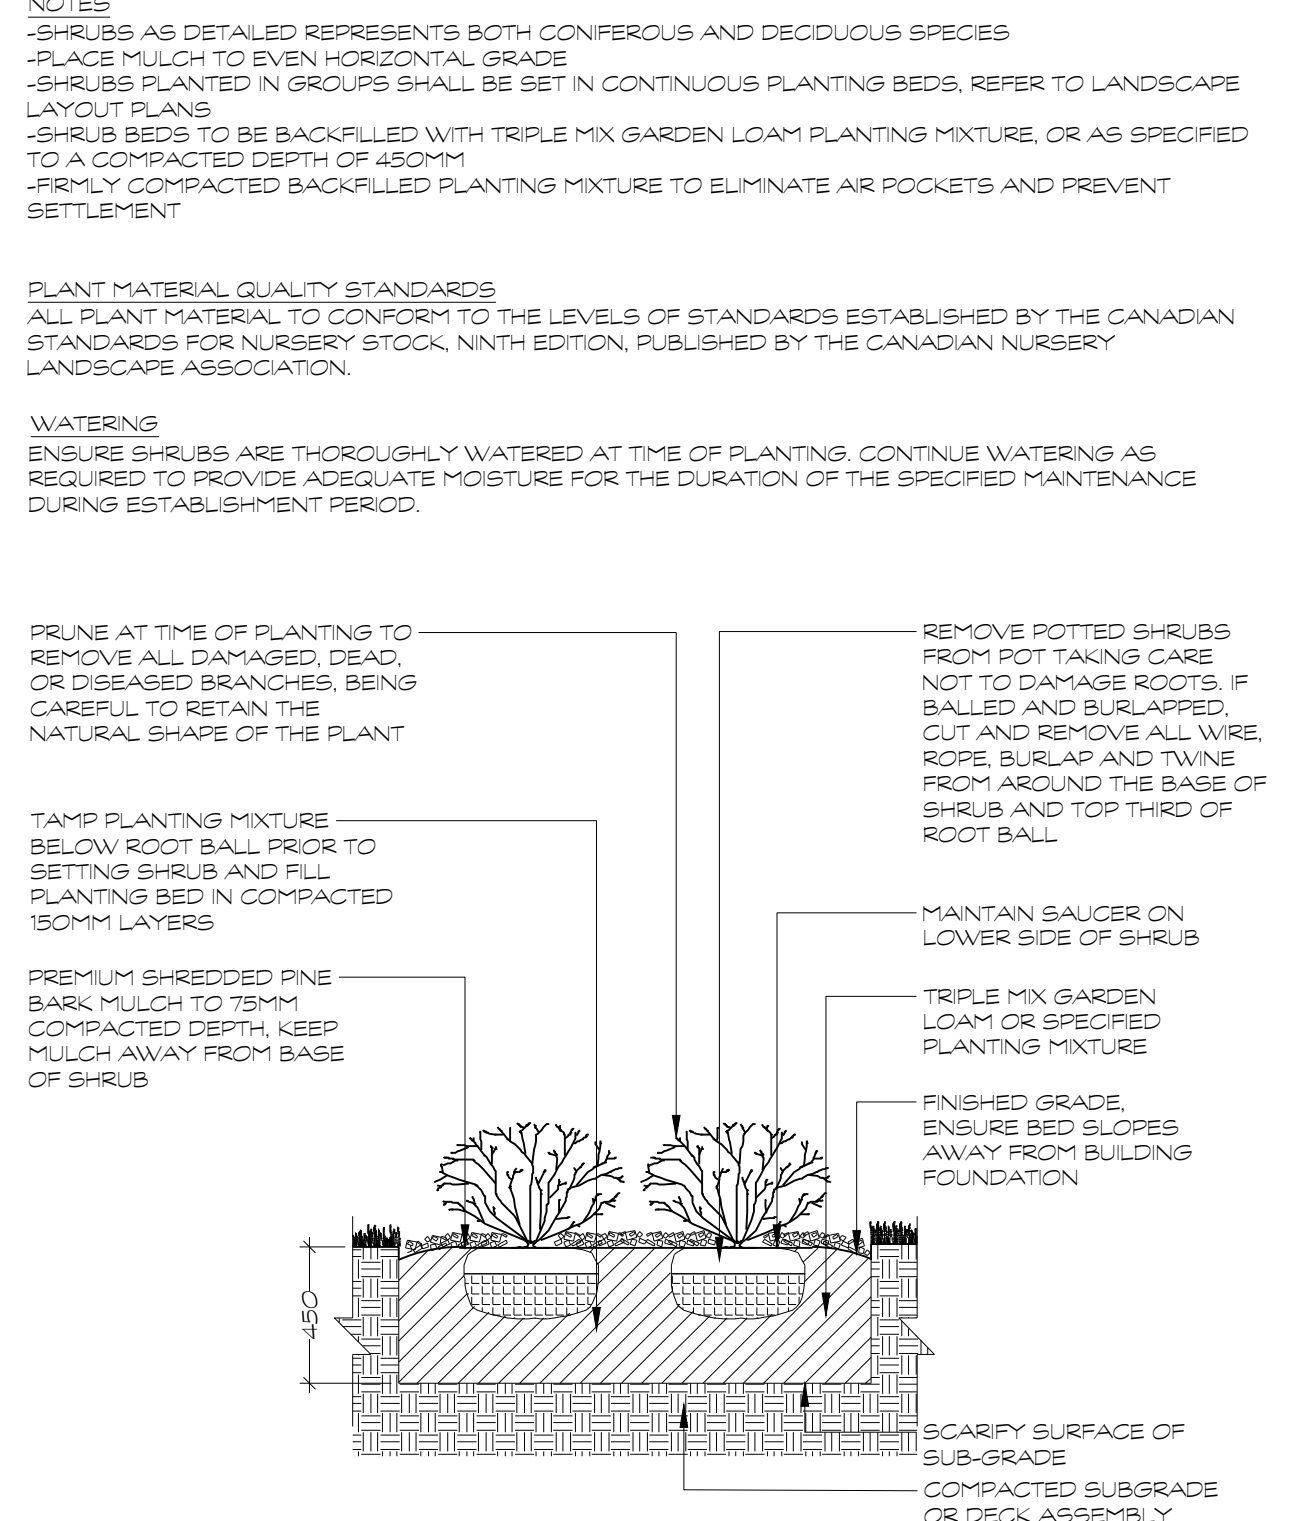 NOTES
-SHRUBS AS DETAILED REPRESENTS BOTH CONIFEROUS AND DECIDUOUS SPECIES
-PLACE MULCH TO EVEN HORIZONTAL GRADE
-SHRUBS PLANTED IN GROUPS SHALL BE SET IN CONTINUOUS PLANTING BEDS, REFER TO LANDSCAPE
LAYOUT PLANS
-SHRUB BEDS TO BE BACKFILLED WITH TRIPLE MIX GARDEN LOAM PLANTING MIXTURE, OR AS SPECIFIED
TO A COMPACTED DEPTH OF 450MM
-FIRMLY COMPACTED BACKFILLED PLANTING MIXTURE TO ELIMINATE AIR POCKETS AND PREVENT
SETTLEMENT
PLANT MATERIAL QUALITY STANDARDS
ALL PLANT MATERIAL TO CONFORM TO THE LEVELS OF STANDARDS ESTABLISHED BY THE CANADIAN
STANDARDS FOR NURSERY STOCK, NINTH EDITION, PUBLISHED BY THE CANADIAN NURSERY
LANDSCAPE ASSOCIATION.
WATERING
ENSURE SHRUBS ARE THOROUGHLY WATERED AT TIME OF PLANTING. CONTINUE WATERING AS
REQUIRED TO PROVIDE ADEQUATE MOISTURE FOR THE DURATION OF THE SPECIFIED MAINTENANCE
DURING ESTABLISHMENT PERIOD.
PRUNE AT TIME OF PLANTING TO
REMOVE ALL DAMAGED, DEAD,
OR DISEASED BRANCHES, BEING
CAREFUL TO RETAIN THE
NATURAL SHAPE OF THE PLANT
TAMP PLANTING MIXTURE
BELOW ROOT BALL PRIOR TO
SETTING SHRUB AND FILL
PLANTING BED IN COMPACTED
150MM LAYERS
PREMIUM SHREDDED PINE
BARK MULCH TO 75MM
COMPACTED DEPTH, KEEP
MULCH AWAY FROM BASE
OF SHRUB
REMOVE POTTED SHRUBS
FROM POT TAKING CARE
NOT TO DAMAGE ROOTS. IF
BALLED AND BURLAPPED,
CUT AND REMOVE ALL WIRE,
ROPE, BURLAP AND TWINE
FROM AROUND THE BASE OF
SHRUB AND TOP THIRD OF
ROOT BALL
MAINTAIN SAUCER ON
LOWER SIDE OF SHRUB
TRIPLE MIX GARDEN
LOAM OR SPECIFIED
PLANTING MIXTURE
FINISHED GRADE,
ENSURE BED SLOPES
AWAY FROM BUILDING
FOUNDATION
450
SCARIFY SURFACE OF
SUB-GRADE
COMPACTED SUBGRADE
OR DECK ASSEMBLY